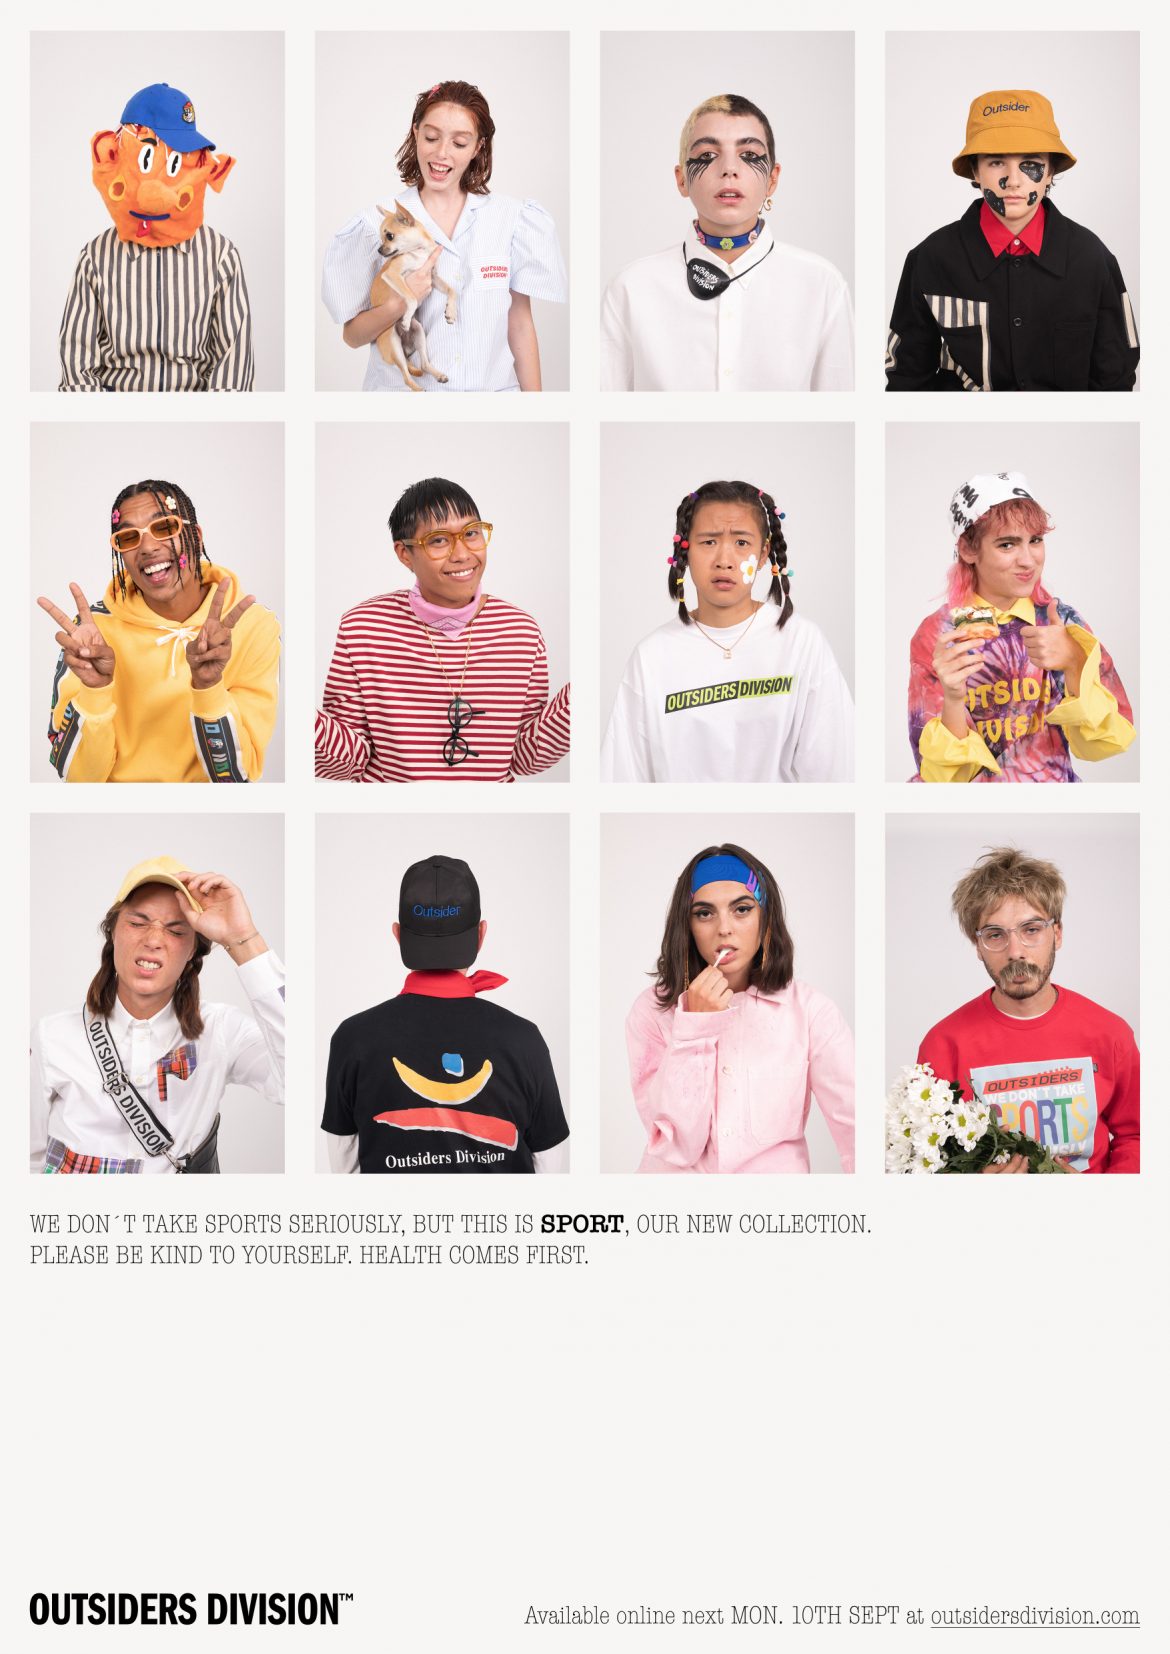 OUTSIDERS
DIVISION
OUTSIDERS
DIVISION
Outsider
OUTSIDERS DIVISION
OUTSIDERS DIVISION
Outsider
Outsiders Division
OUTSIDERS
WE DON'T TAKE
SPORTS
WE DON´T TAKE SPORTS SERIOUSLY, BUT THIS IS SPORT, OUR NEW COLLECTION.
PLEASE BE KIND TO YOURSELF. HEALTH COMES FIRST.
OUTSIDERS DIVISION™
Available online next MON. 10TH SEPT at outsidersdivision.com